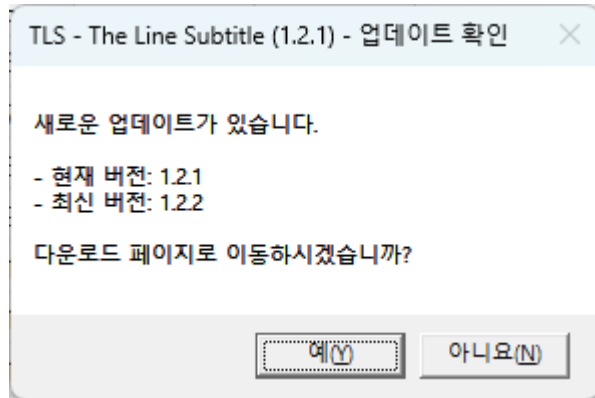 TLS - The Line Subtitle (1.2.1) - 업데이트 확인
새로운 업데이트가 있습니다.
- 현재 버전: 1.2.1
- 최신 버전: 1.2.2
다운로드 페이지로 이동하시겠습니까?
예(Y) 아니요(N)